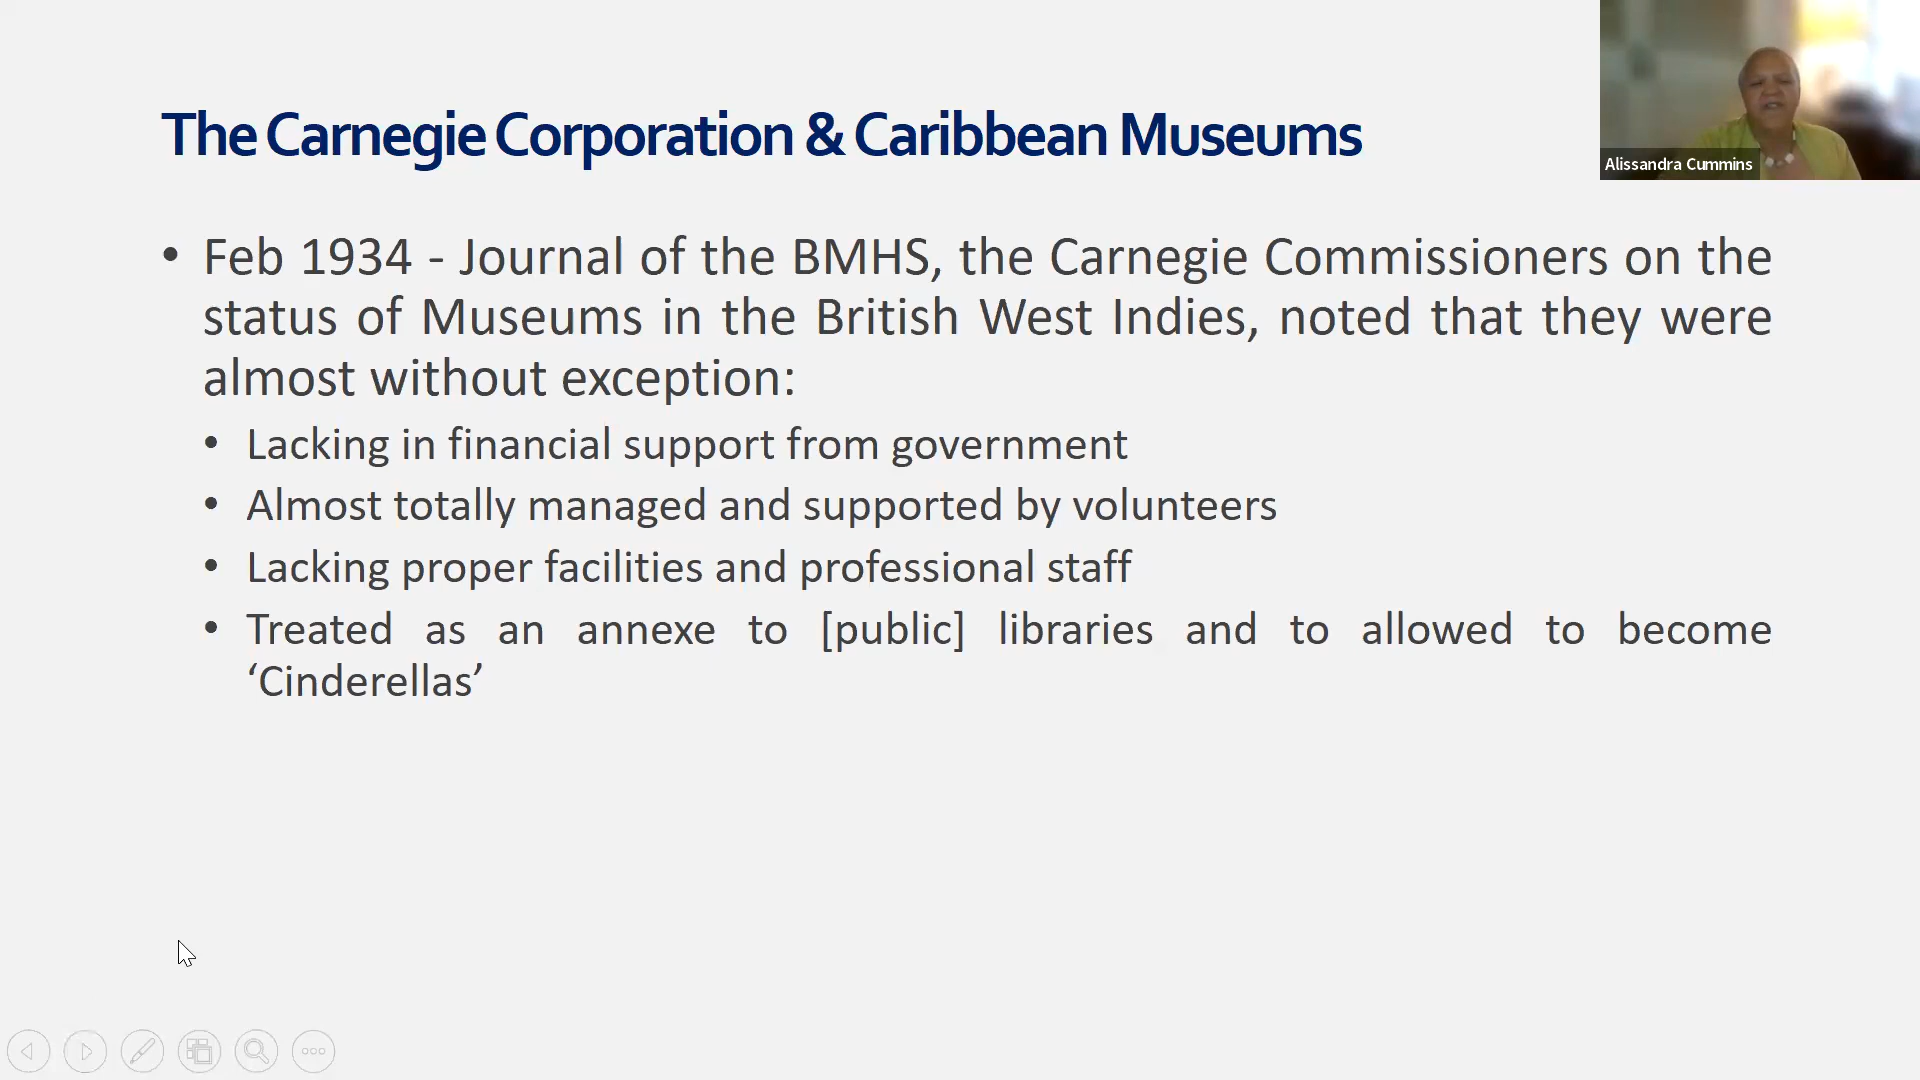 The Carnegie Corporation & Caribbean Museums
Alissandra Cummins
• Feb 1934 - Journal of the BMHS, the Carnegie Commissioners on the
status of Museums in the British West Indies, noted that they were
almost without exception:
• Lacking in financial support from government
• Almost totally managed and supported by volunteers
• Lacking proper facilities and professional staff
• Treated as an annexe to [public] libraries and to allowed to become
‘Cinderellas’